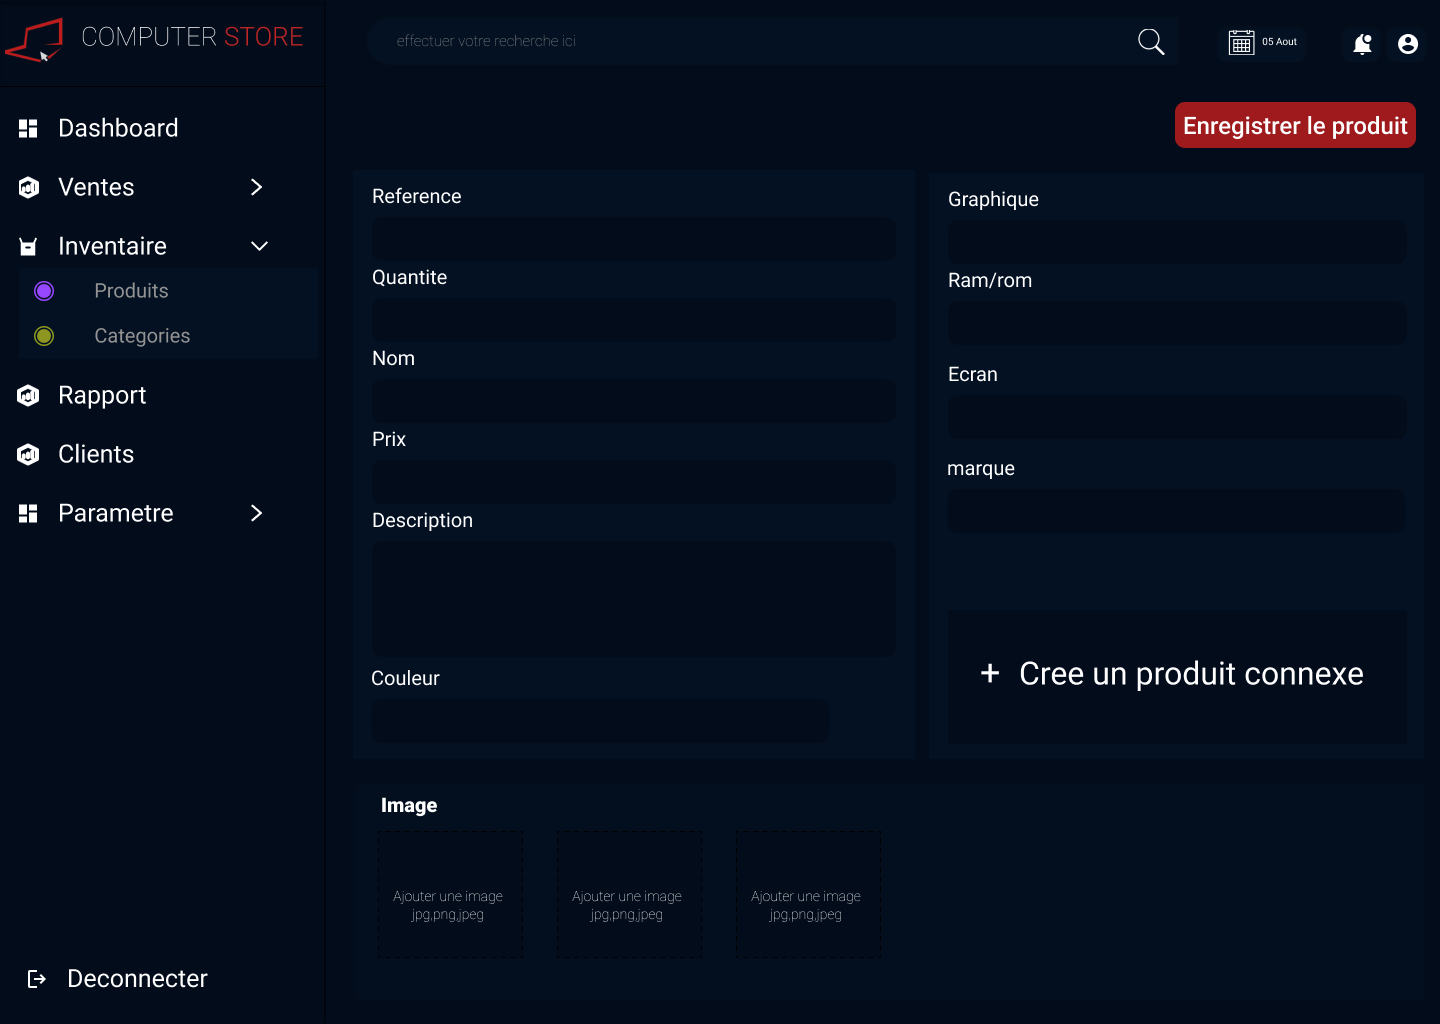 COMPUTER STORE
effectuer votre recherche ici
05 Aout
Dashboard
Ventes
Inventaire
Produits
Categories
Rapport
Clients
Parametre
Deconnecter
Enregistrer le produit
Reference
Quantite
Nom
Prix
Description
Couleur
Graphique
Ram/rom
Ecran
marque
+ Cree un produit connexe
Image
Ajouter une image
jpg,png,jpeg
Ajouter une image
jpg,png,jpeg
Ajouter une image
jpg,png,jpeg